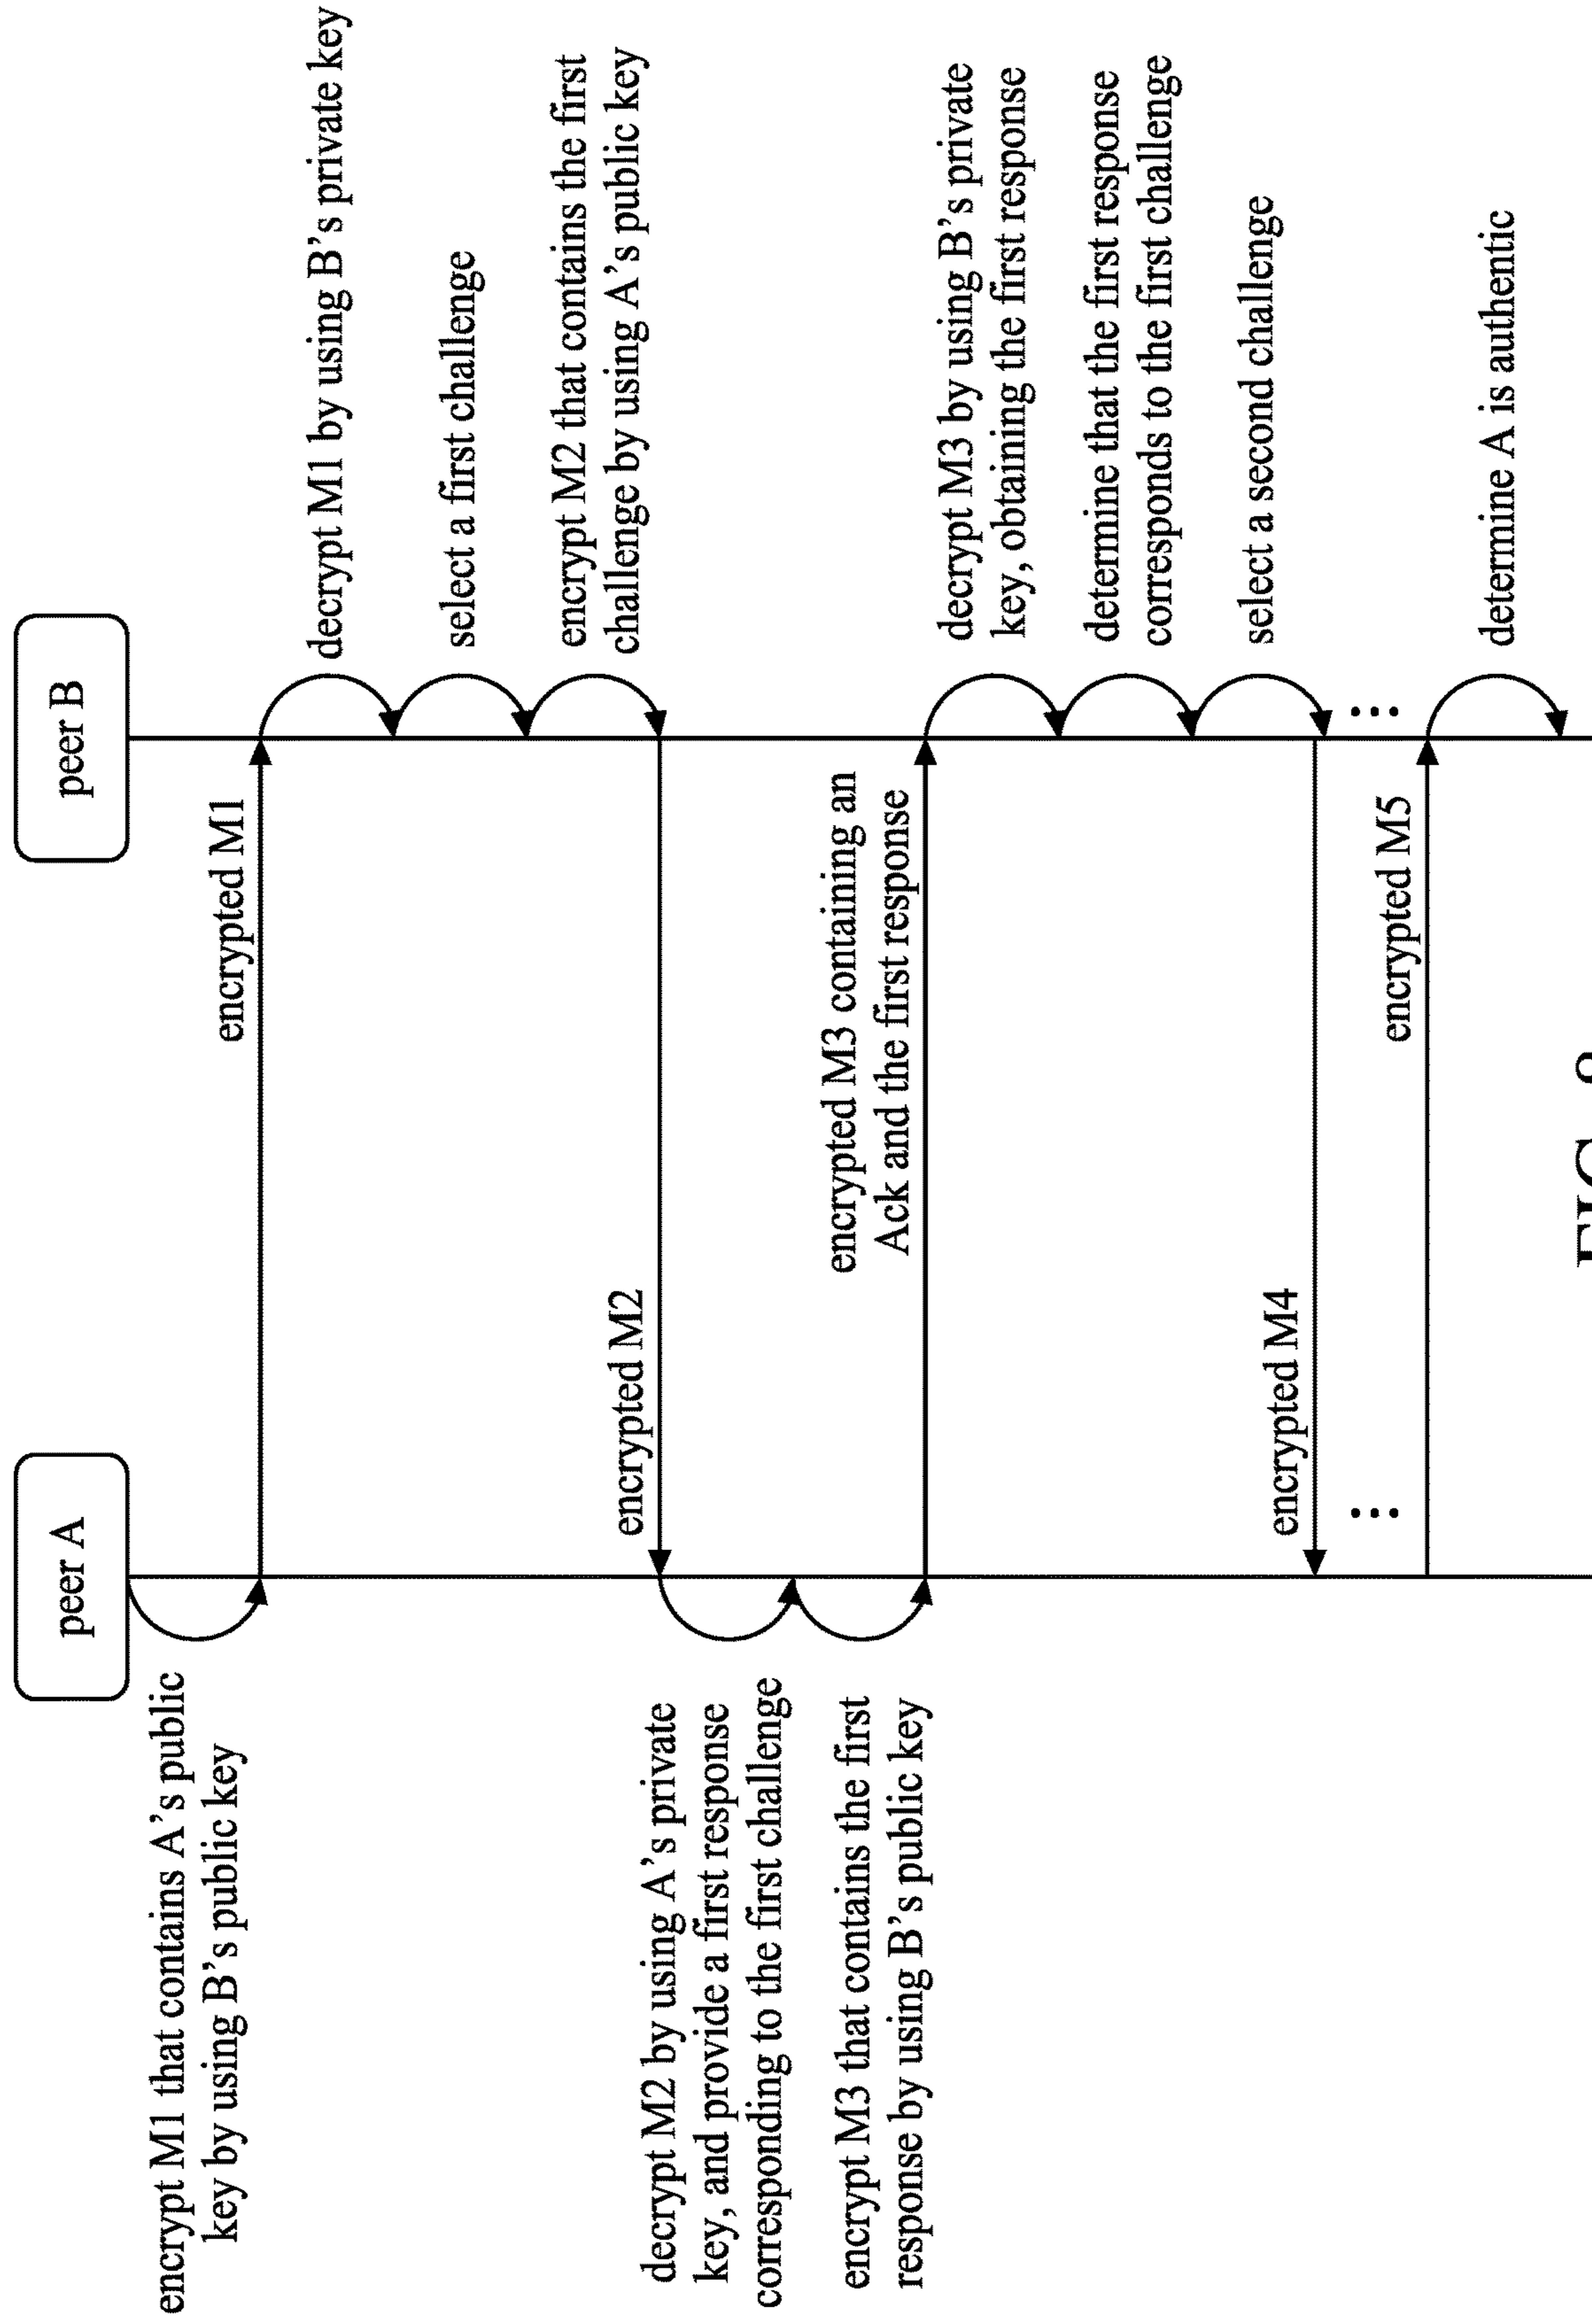 peer A
peer B
encrypt M1 that contains A's public
key by using B's public key
encrypted M1
decrypt M1 by using B's private key
select a first challenge
encrypt M2 that contains the first
challenge by using A's public key
encrypted M2
decrypt M2 by using A's private
key, and provide a first response
corresponding to the first challenge
encrypt M3 that contains the first
response by using B's public key
encrypted M3 containing an
Ack and the first response
decrypt M3 by using B's private
key, obtaining the first response
determine that the first response
corresponds to the first challenge
select a second challenge
encrypted M4
⋮
⋮
encrypted M5
determine A is authentic